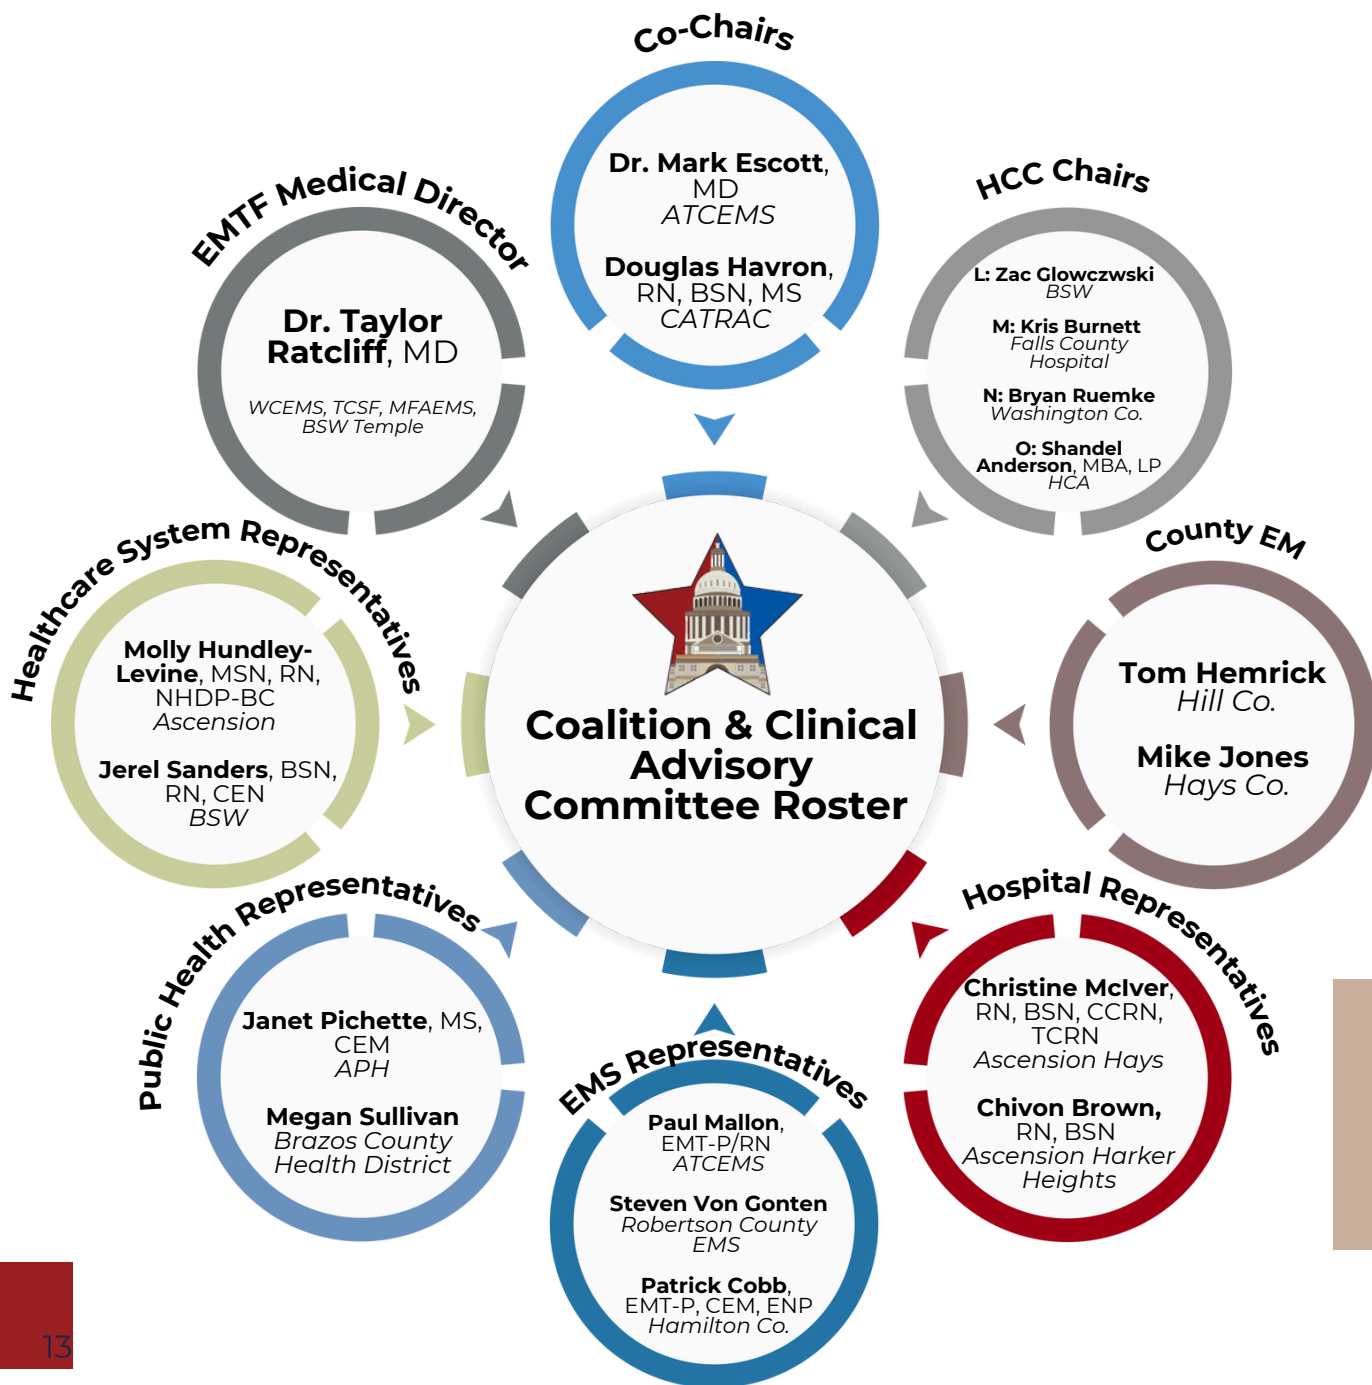 Co-Chairs
Dr. Mark Escott,
MD
ATCEMS
Douglas Havron,
RN, BSN, MS
CATRAC
HCC Chairs
L: Zac Glowczwski
BSW
M: Kris Burnett
Falls County
Hospital
N: Bryan Ruemke
Washington Co.
O: Shandel
Anderson, MBA, LP
HCA
County EM
Tom Hemrick
Hill Co.
Mike Jones
Hays Co.
Hospital Representatives
Christine McIver,
RN, BSN, CCRN,
TCRN
Ascension Hays
Chivon Brown,
RN, BSN
Ascension Harker
Heights
EMS Representatives
Paul Mallon,
EMT-P/RN
ATCEMS
Steven Von Gonten
Robertson County
EMS
Patrick Cobb,
EMT-P, CEM, ENP
Hamilton Co.
Public Health Representatives
Janet Pichette, MS,
CEM
APH
Megan Sullivan
Brazos County
Health District
Healthcare System Representatives
Molly Hundley-
Levine, MSN, RN,
NHDP-BC
Ascension
Jerel Sanders, BSN,
RN, CEN
BSW
EMTF Medical Director
Dr. Taylor
Ratcliff, MD
WCEMS, TCSF, MFAEMS,
BSW Temple
Coalition & Clinical
Advisory
Committee Roster
13